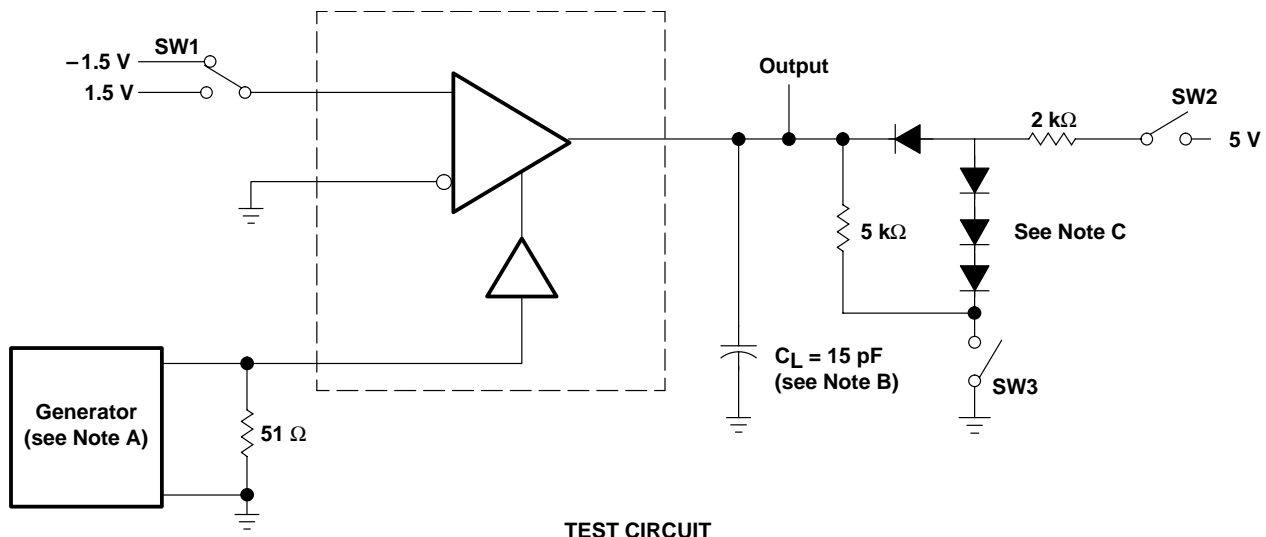 −1.5 V
SW1
1.5 V
Output
SW2
2 kΩ
5 V
5 kΩ
See Note C
CL = 15 pF
(see Note B)
SW3
Generator
(see Note A)
51 Ω
TEST CIRCUIT